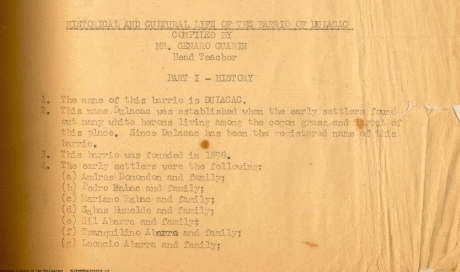 HISTORICAL AND CULTURAL LIFE OF THE BARRIO OF DULACAC
COMPILED BY
MR. GENARO GUARIN
Head Teacher
PART I - HISTORY
1. The name of this barrio is DULACAC.
2. This name Dulacac was established when the early settlers found
out many white herons living among the cogon grass and of
this place. Since Dulacac has been the registered name of this
barrio.
3. This barrio was founded in 1898.
4. The early settlers were the following:
(a) Andres Domondon and family;
(b) Pedro Rabac and family;
(c) Mariano Rabac and family;
(d) Sabas and family;
(e) Gil Abarra and family;
(f) Tranquilino Abarra and family;
(g) Leoncio Abarra and family;